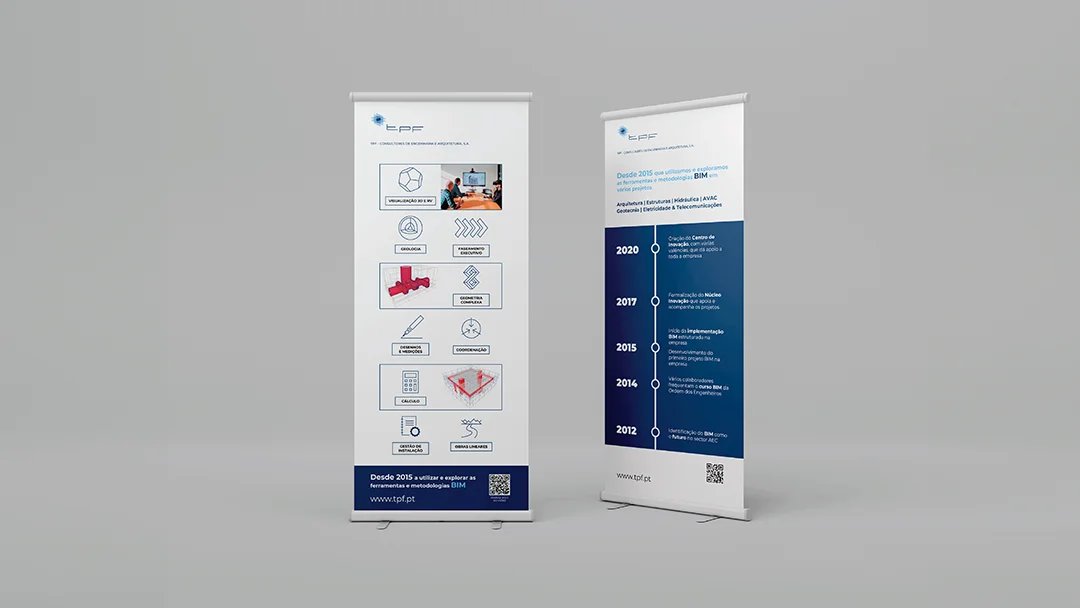 tpf
TPF - CONSULTORES DE ENGENHARIA E ARQUITETURA, S.A.
VISUALIZAÇÃO 3D E RV
GEOLOGIA
FASEAMENTO
EXECUTIVO
GEOMETRIA
COMPLEXA
DESENHOS
E MEDIÇÕES
COORDENAÇÃO
CÁLCULO
GESTÃO DE
INSTALAÇÃO
OBRAS LINEARES
Desde 2015 a utilizar e explorar as
ferramentas e metodologias BIM
www.tpf.pt
tpf
TPF - CONSULTORES DE ENGENHARIA E ARQUITETURA, S.A.
Desde 2015 que utilizamos e exploramos
as ferramentas e metodologias BIM em
vários projetos
Arquitetura | Estruturas | Hidráulica | AVAC
Geotecnia | Eletricidade & Telecomunicações
2020
Criação do Centro de
Inovação, com várias
valências, que dá apoio a
toda a empresa
2017
Formalização do Núcleo
Inovação que apoia e
acompanha os projetos
2015
Início da implementação
BIM estruturada na
empresa
Desenvolvimento do
primeiro projeto BIM na
empresa
2014
Vários colaboradores
frequentam o curso BIM da
Ordem dos Engenheiros
2012
Identificação do BIM como
o futuro no sector AEC
www.tpf.pt